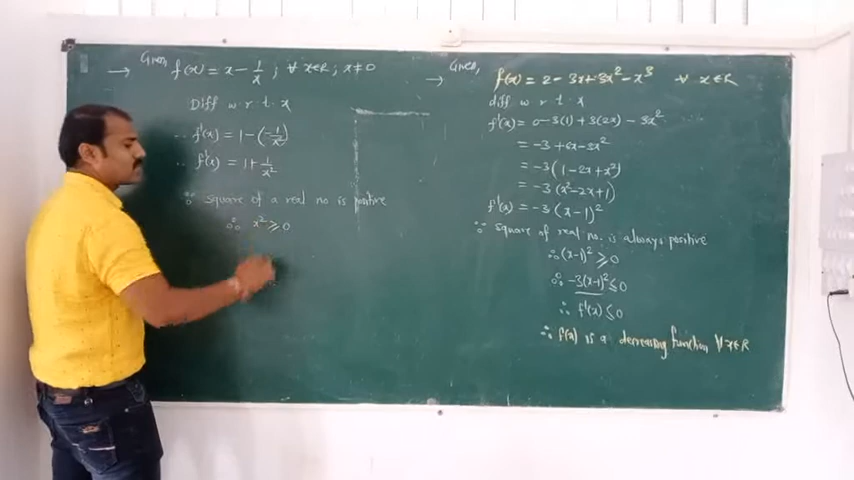 → Given, f(x) = x - 1/x ; ∀ x∈R ; x≠0
Diff w.r.t. x
∴ f'(x) = 1 - (-1/x²)
∴ f'(x) = 1 + 1/x²
∵ square of a real no is positive
∴ x² ≥ 0
→ Given, f(x) = 2 - 3x + 3x² - x³ ∀ x∈R
diff w.r.t. x
f'(x) = 0 - 3(1) + 3(2x) - 3x²
= -3 + 6x - 3x²
= -3(1 - 2x + x²)
= -3(x² - 2x + 1)
f'(x) = -3(x - 1)²
∵ square of real no. is always positive
∴ (x-1)² ≥ 0
∴ -3(x-1)² ≤ 0
∴ f'(x) ≤ 0
∴ f(x) is a decreasing function ∀ x∈R